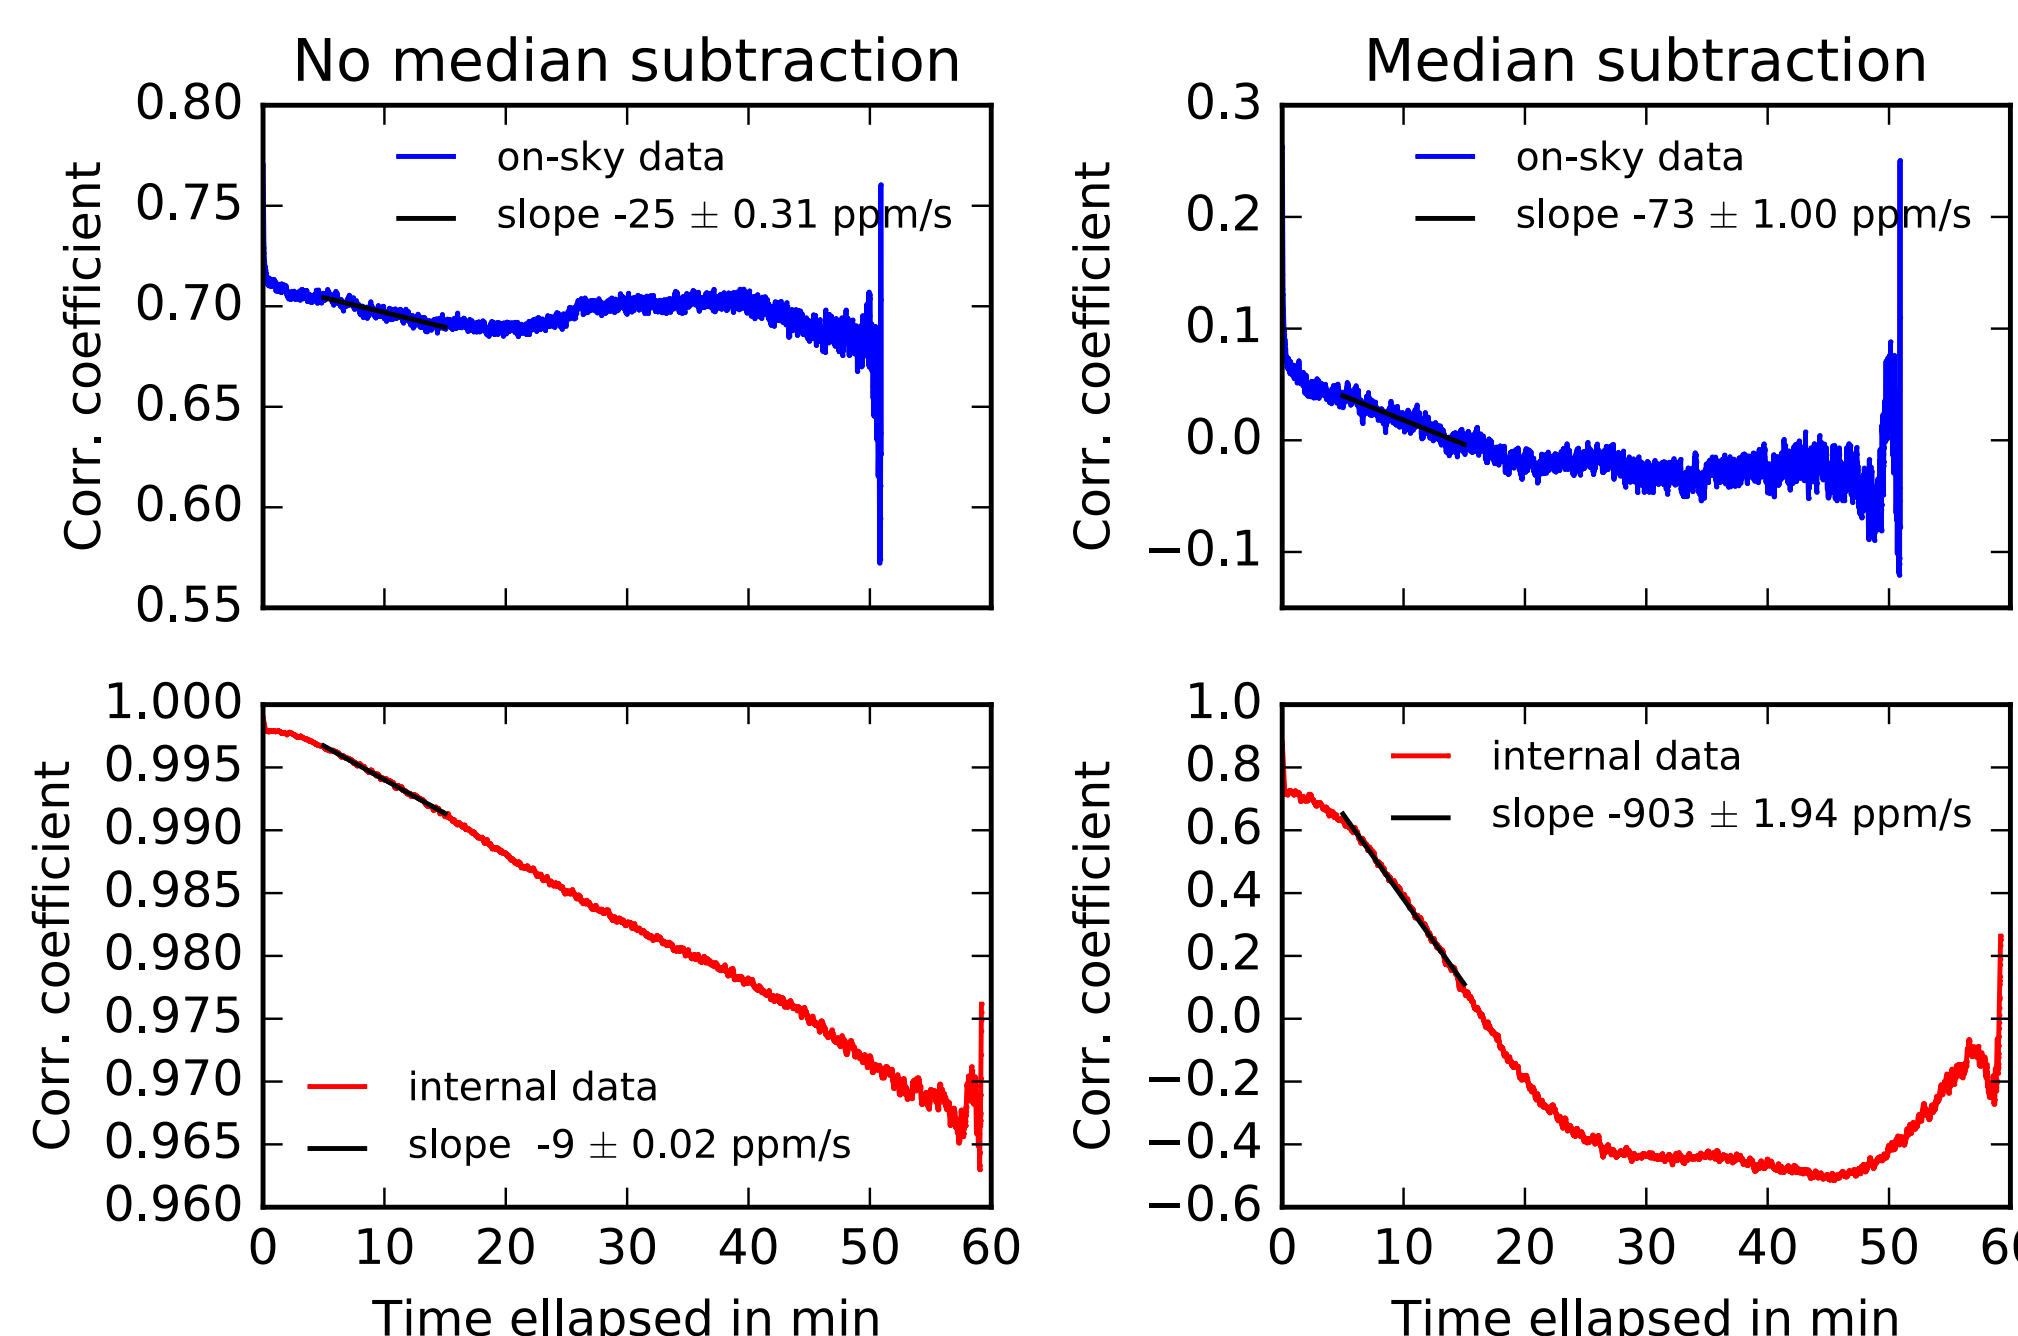 No median subtraction
Median subtraction
0.80
0.75
0.70
0.65
0.60
0.55
Corr. coefficient
on-sky data
slope -25 ± 0.31 ppm/s
0.3
0.2
0.1
0.0
−0.1
Corr. coefficient
on-sky data
slope -73 ± 1.00 ppm/s
1.000
0.995
0.990
0.985
0.980
0.975
0.970
0.965
0.960
Corr. coefficient
internal data
slope -9 ± 0.02 ppm/s
0 10 20 30 40 50 60
Time ellapsed in min
1.0
0.8
0.6
0.4
0.2
0.0
−0.2
−0.4
−0.6
Corr. coefficient
internal data
slope -903 ± 1.94 ppm/s
0 10 20 30 40 50 60
Time ellapsed in min